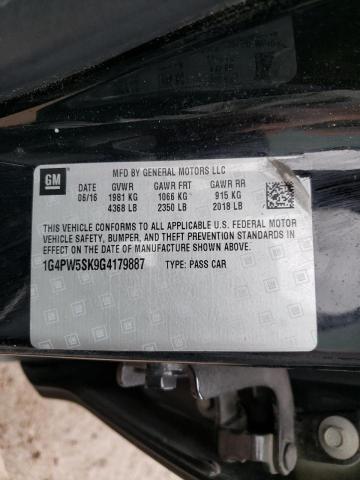 GM
MFD BY GENERAL MOTORS LLC
DATE GVWR GAWR FRT GAWR RR
06/16 1981 KG 1066 KG 915 KG
4368 LB 2350 LB 2018 LB
THIS VEHICLE CONFORMS TO ALL APPLICABLE U.S. FEDERAL MOTOR
VEHICLE SAFETY, BUMPER, AND THEFT PREVENTION STANDARDS IN
EFFECT ON THE DATE OF MANUFACTURE SHOWN ABOVE.
1G4PW5SK9G4179887 TYPE: PASS CAR